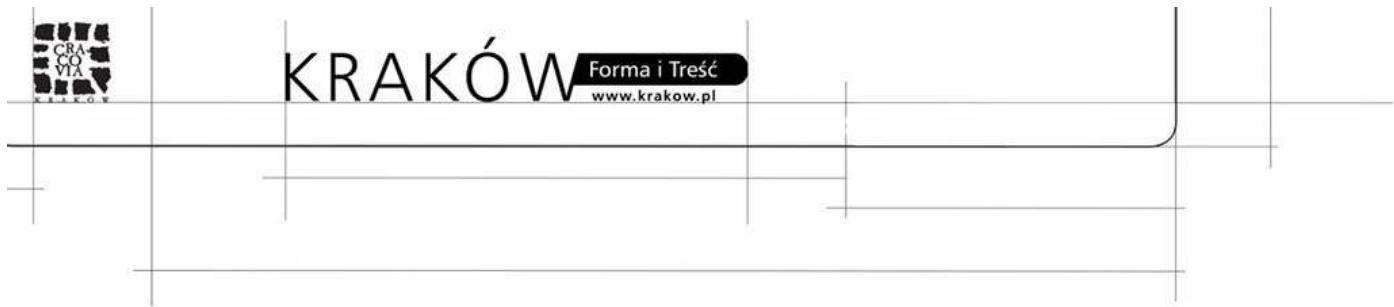 CRA-
CO
VIA
KRAKÓW
KRAKÓW
Forma i Treść
www.krakow.pl